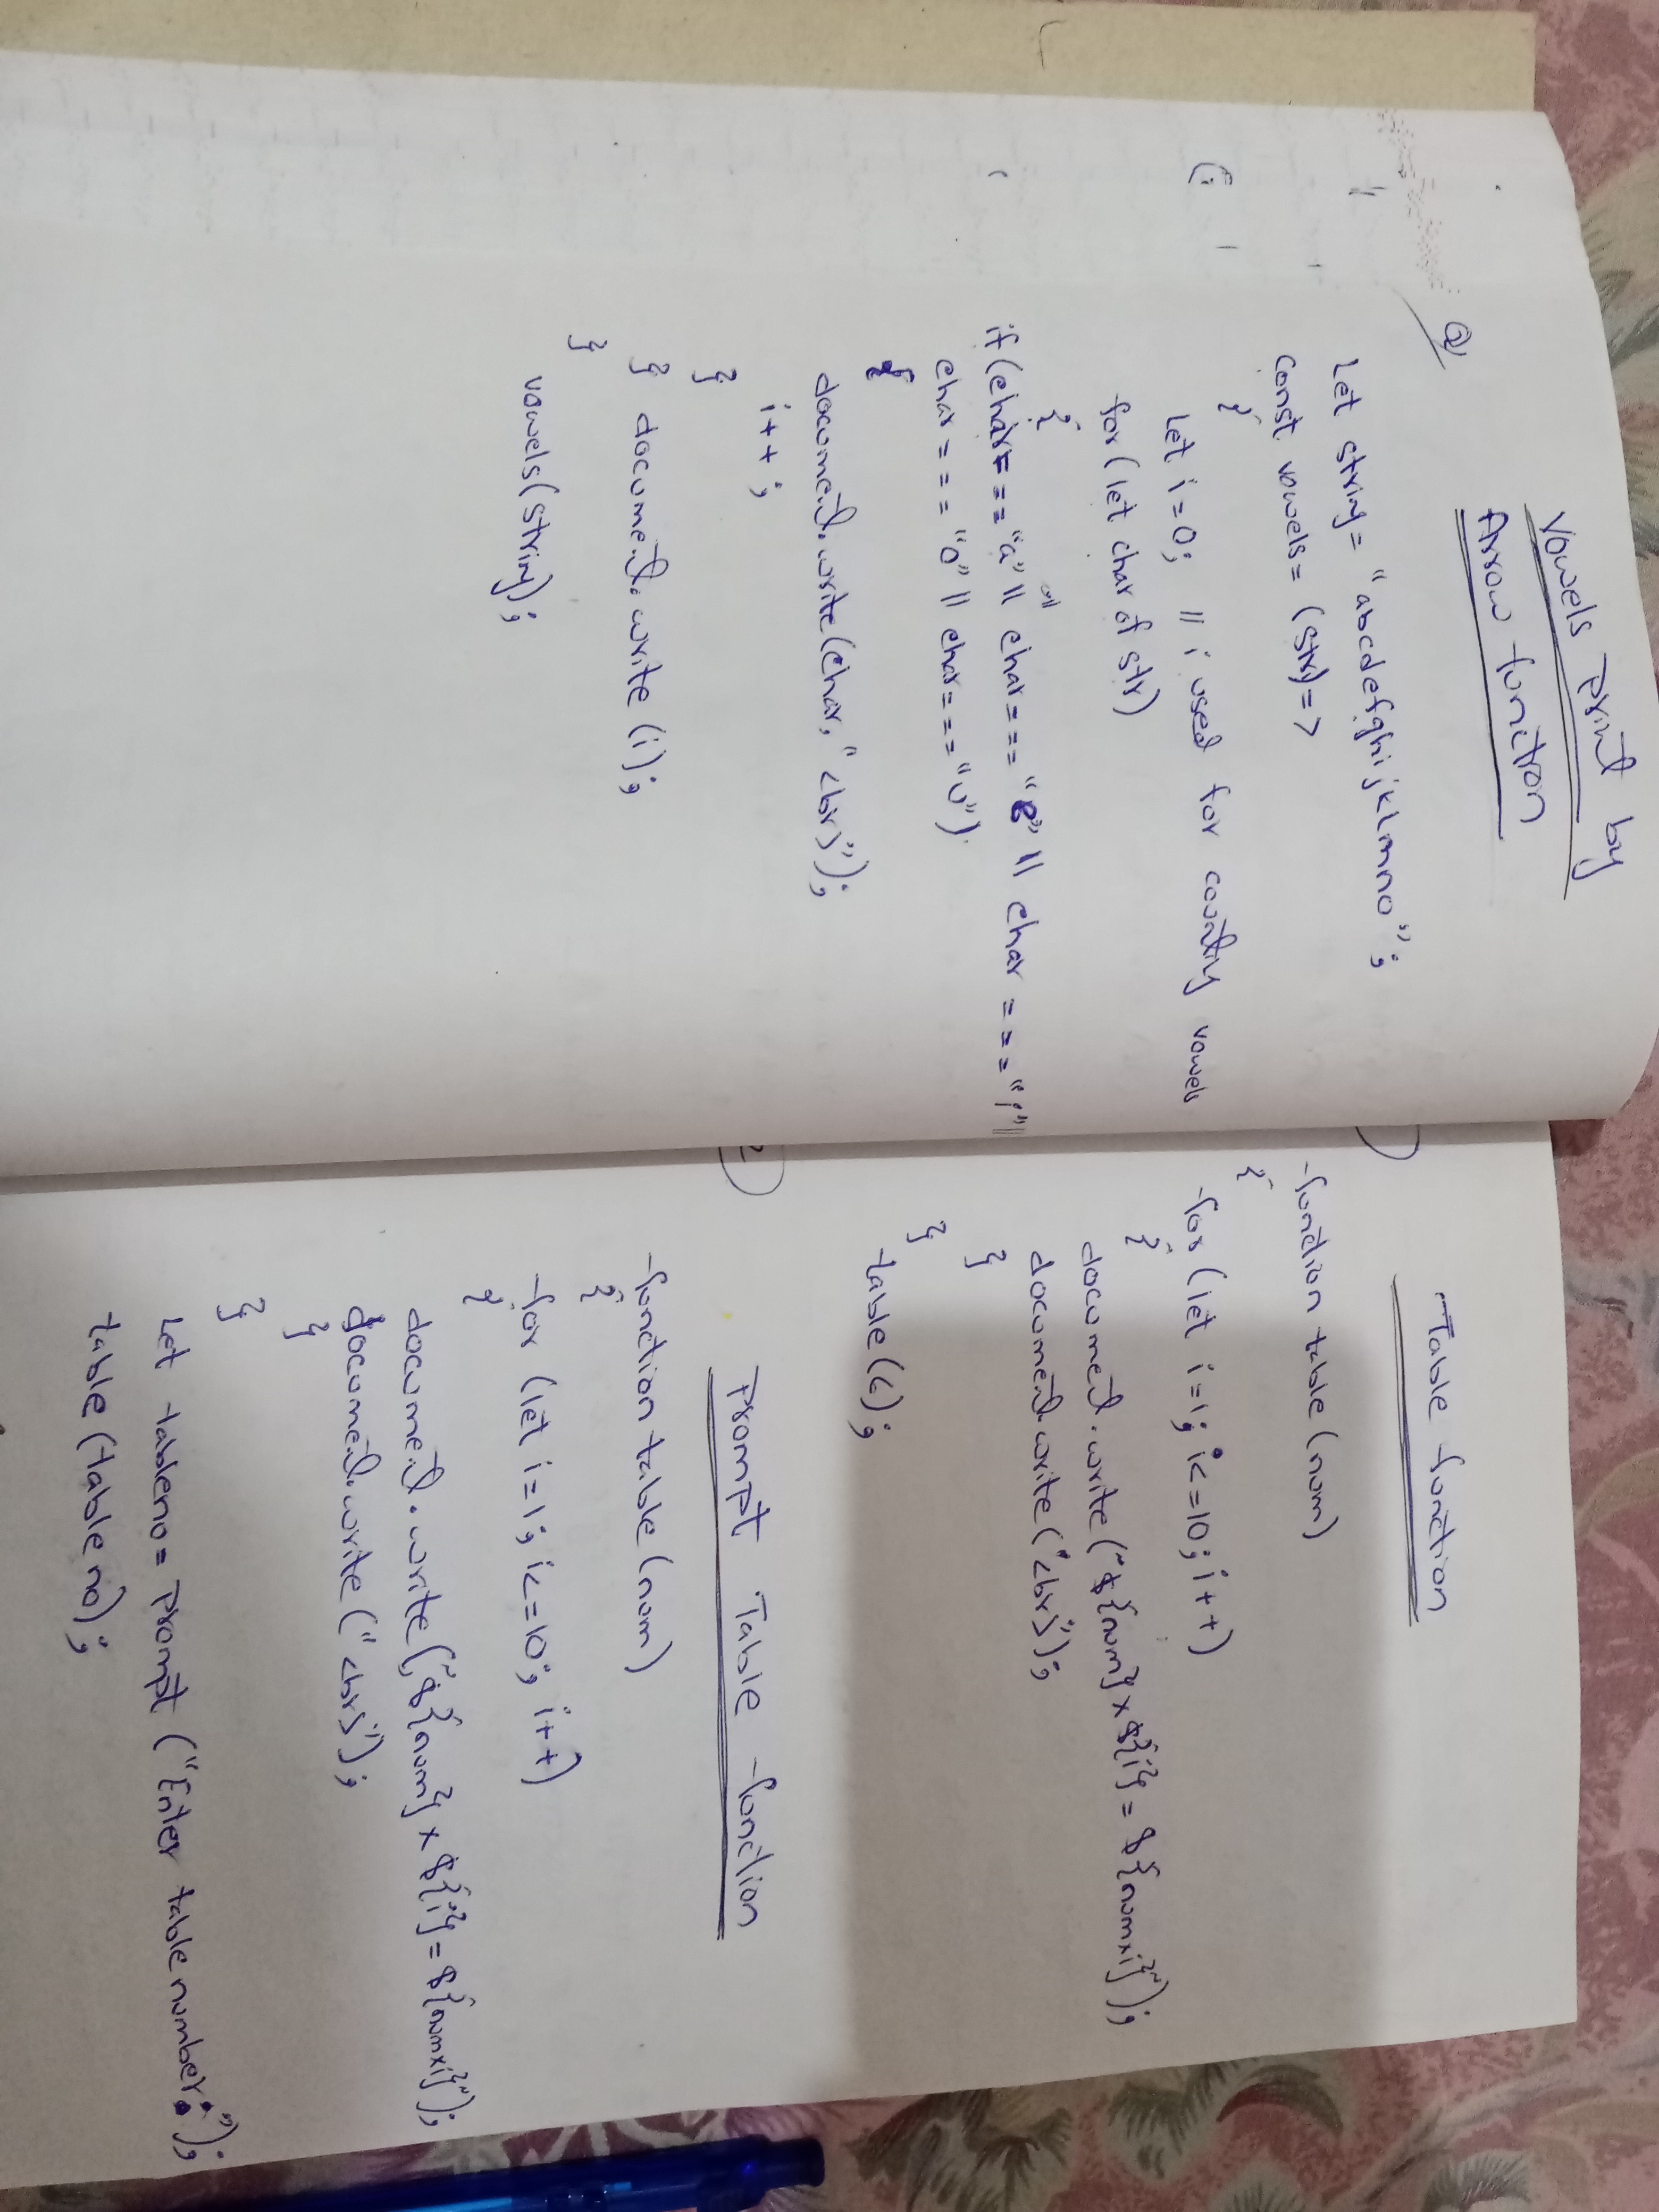 Vowels Print by
Arrow function
Q/
let string = "abcdefghijklmno";
const vowels = (str) =>
{
let i=0; // i used for counting vowels
for (let char of str)
{
if (char === "a" || char === "e" || char === "i" ||
char === "o" || char === "u")
{
document.write(char, "<br>");
i++;
}
} document.write (i);
}
vowels(string);
Table function
function table (num)
{
for (let i=1; i<=10; i++)
{
document.write("${num} x ${i} = ${num×i}");
document.write("<br>");
}
}
table();
2
Prompt Table function
function table (num)
{
for (let i=1; i<=10; i++)
{
document.write("${num} x ${i} = ${num×i}");
document.write("<br>");
}
}
let tableno = prompt ("Enter table number:");
table (tableno);